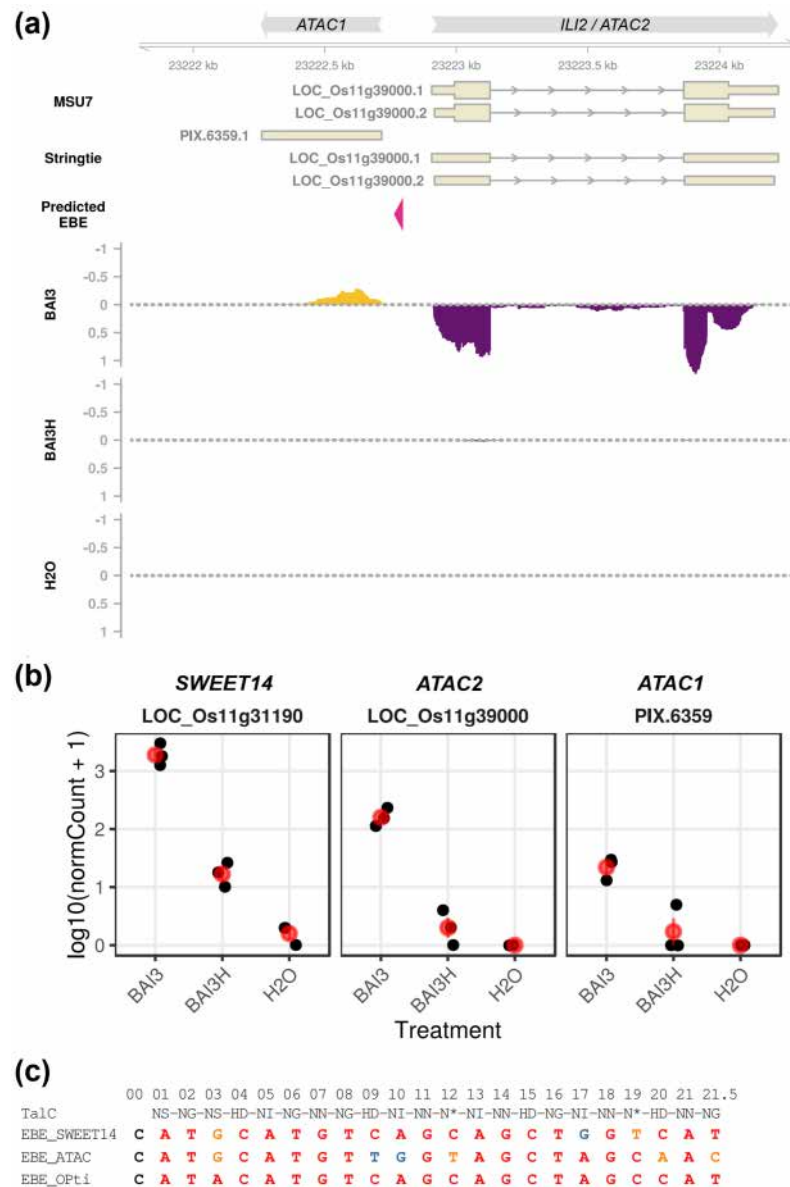 (a)
ATAC1 ILI2 / ATAC2
23222 kb 23222.5 kb 23223 kb 23223.5 kb 23224 kb
MSU7
LOC_Os11g39000.1
LOC_Os11g39000.2
PIX.6359.1
Stringtie
LOC_Os11g39000.1
LOC_Os11g39000.2
Predicted
EBE
BAI3
-1
-0.5
0
0.5
1
BAI3H
-1
-0.5
0
0.5
1
H2O
-1
-0.5
0
0.5
1
(b)
SWEET14 ATAC2 ATAC1
LOC_Os11g31190 LOC_Os11g39000 PIX.6359
log10(normCount + 1)
3
2
1
0
BAI3 BAI3H H2O BAI3 BAI3H H2O BAI3 BAI3H H2O
Treatment
(c)
00 01 02 03 04 05 06 07 08 09 10 11 12 13 14 15 16 17 18 19 20 21 21.5
TalC NS-NG-NS-HD-NI-NG-NN-NG-HD-NI-NN-N*-NI-NN-HD-NG-NI-NN-N*-HD-NN-NG
EBE_SWEET14 C A T G C A T G T C A G C A G C T G G T C A T
EBE_ATAC C A T G C A T G T T G G T A G C T A G C A A C
EBE_OPti C A T A C A T G T C A G C A G C T A G C C A T